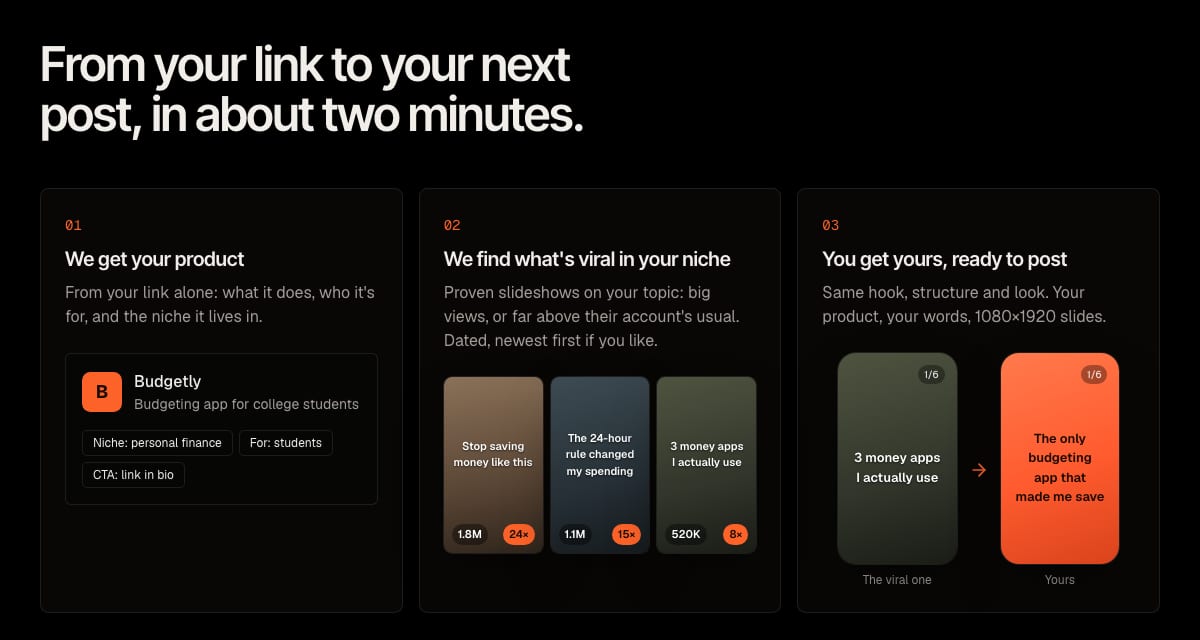 From your link to your next
post, in about two minutes.
01
We get your product
From your link alone: what it does, who it's
for, and the niche it lives in.
B
Budgetly
Budgeting app for college students
Niche: personal finance
For: students
CTA: link in bio
02
We find what's viral in your niche
Proven slideshows on your topic: big
views, or far above their account's usual.
Dated, newest first if you like.
Stop saving
money like this
1.8M
24×
The 24-hour
rule changed
my spending
1.1M
15×
3 money apps
I actually use
520K
8×
03
You get yours, ready to post
Same hook, structure and look. Your
product, your words, 1080×1920 slides.
1/6
3 money apps
I actually use
The viral one
→
1/6
The only
budgeting
app that
made me save
Yours